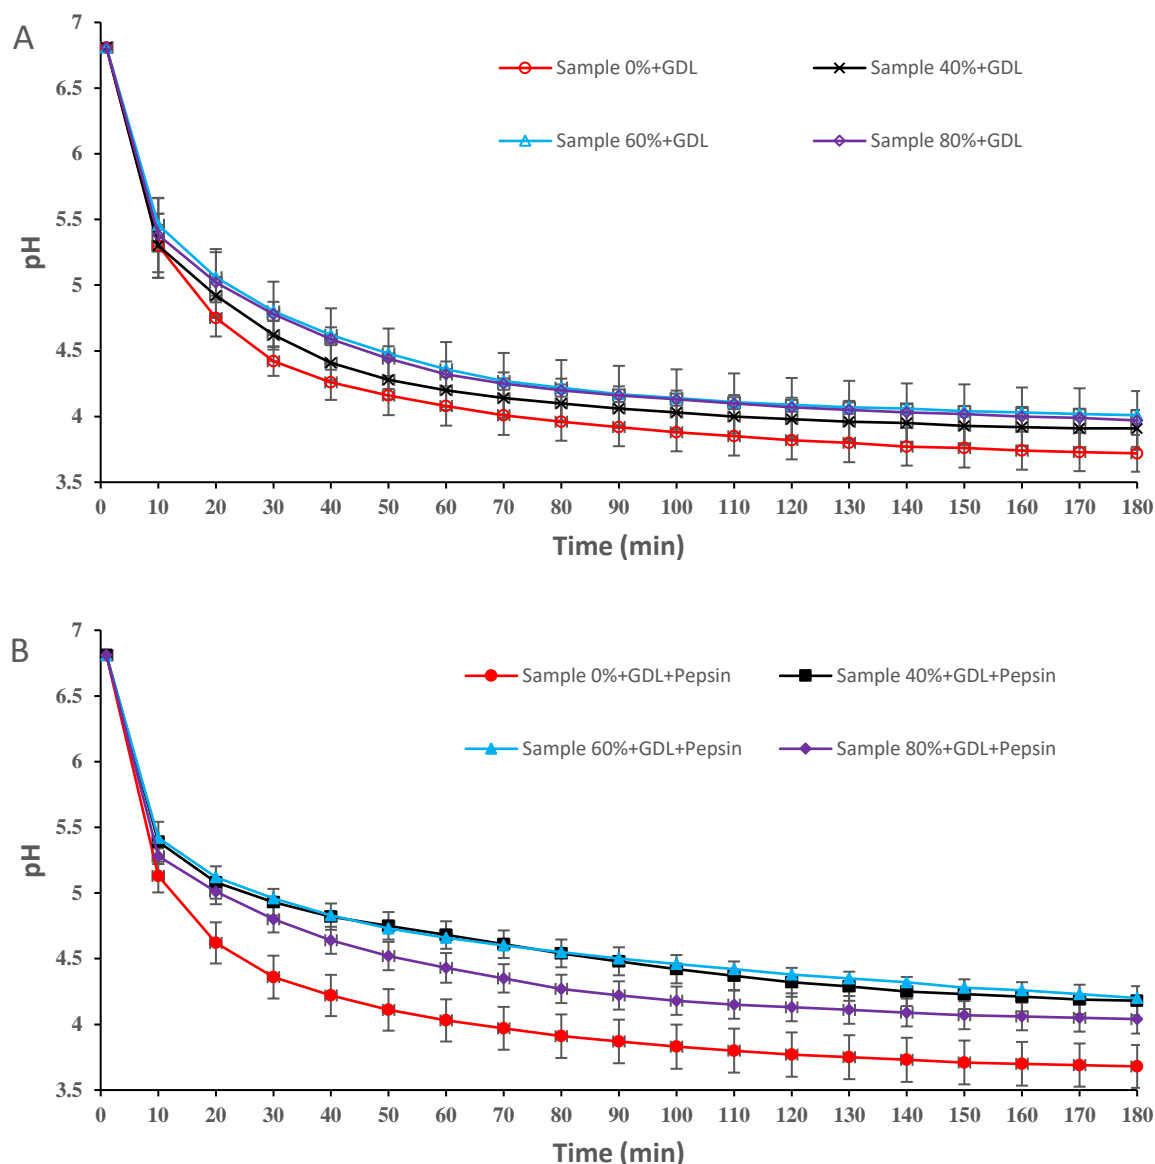 A
7
6.5
6
5.5
5
4.5
4
3.5
pH
Sample 0%+GDL
Sample 40%+GDL
Sample 60%+GDL
Sample 80%+GDL
0 10 20 30 40 50 60 70 80 90 100 110 120 130 140 150 160 170 180
Time (min)
B
7
6.5
6
5.5
5
4.5
4
3.5
pH
Sample 0%+GDL+Pepsin
Sample 40%+GDL+Pepsin
Sample 60%+GDL+Pepsin
Sample 80%+GDL+Pepsin
0 10 20 30 40 50 60 70 80 90 100 110 120 130 140 150 160 170 180
Time (min)